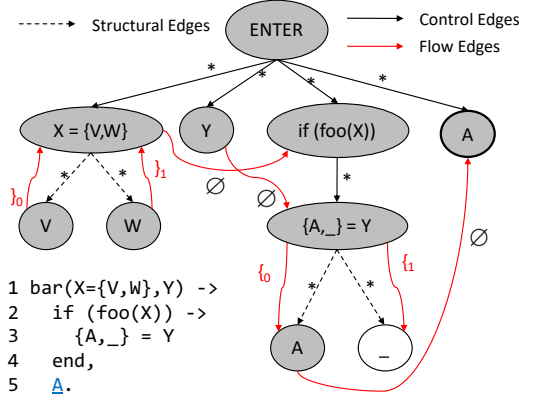 Structural Edges
ENTER
Control Edges
Flow Edges
* * * *
X = {V,W}
Y
if (foo(X))
A
}₀ * * }₁ ∅ ∅ *
V
W
{A,_} = Y
∅
{₀ * * {₁
A
_
1 bar(X={V,W},Y) ->
2   if (foo(X)) ->
3     {A,_} = Y
4   end,
5   A.